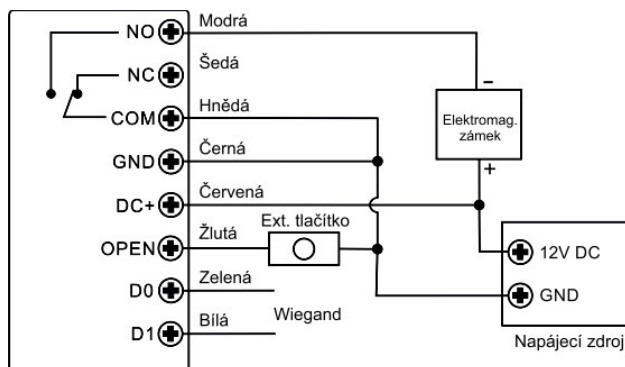 NO Modrá
NC Šedá
COM Hnědá
Elektromag.
zámek
-
+
GND Černá
DC+ Červená
OPEN Žlutá
Ext. tlačítko
12V DC
D0 Zelená
GND
D1 Bílá
Wiegand
Napájecí zdroj